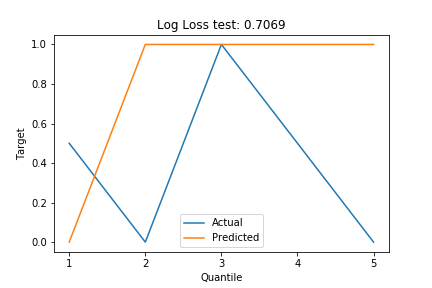 Log Loss test: 0.7069
1.0
0.8
0.6
0.4
0.2
0.0
Target
Actual
Predicted
1 2 3 4 5
Quantile